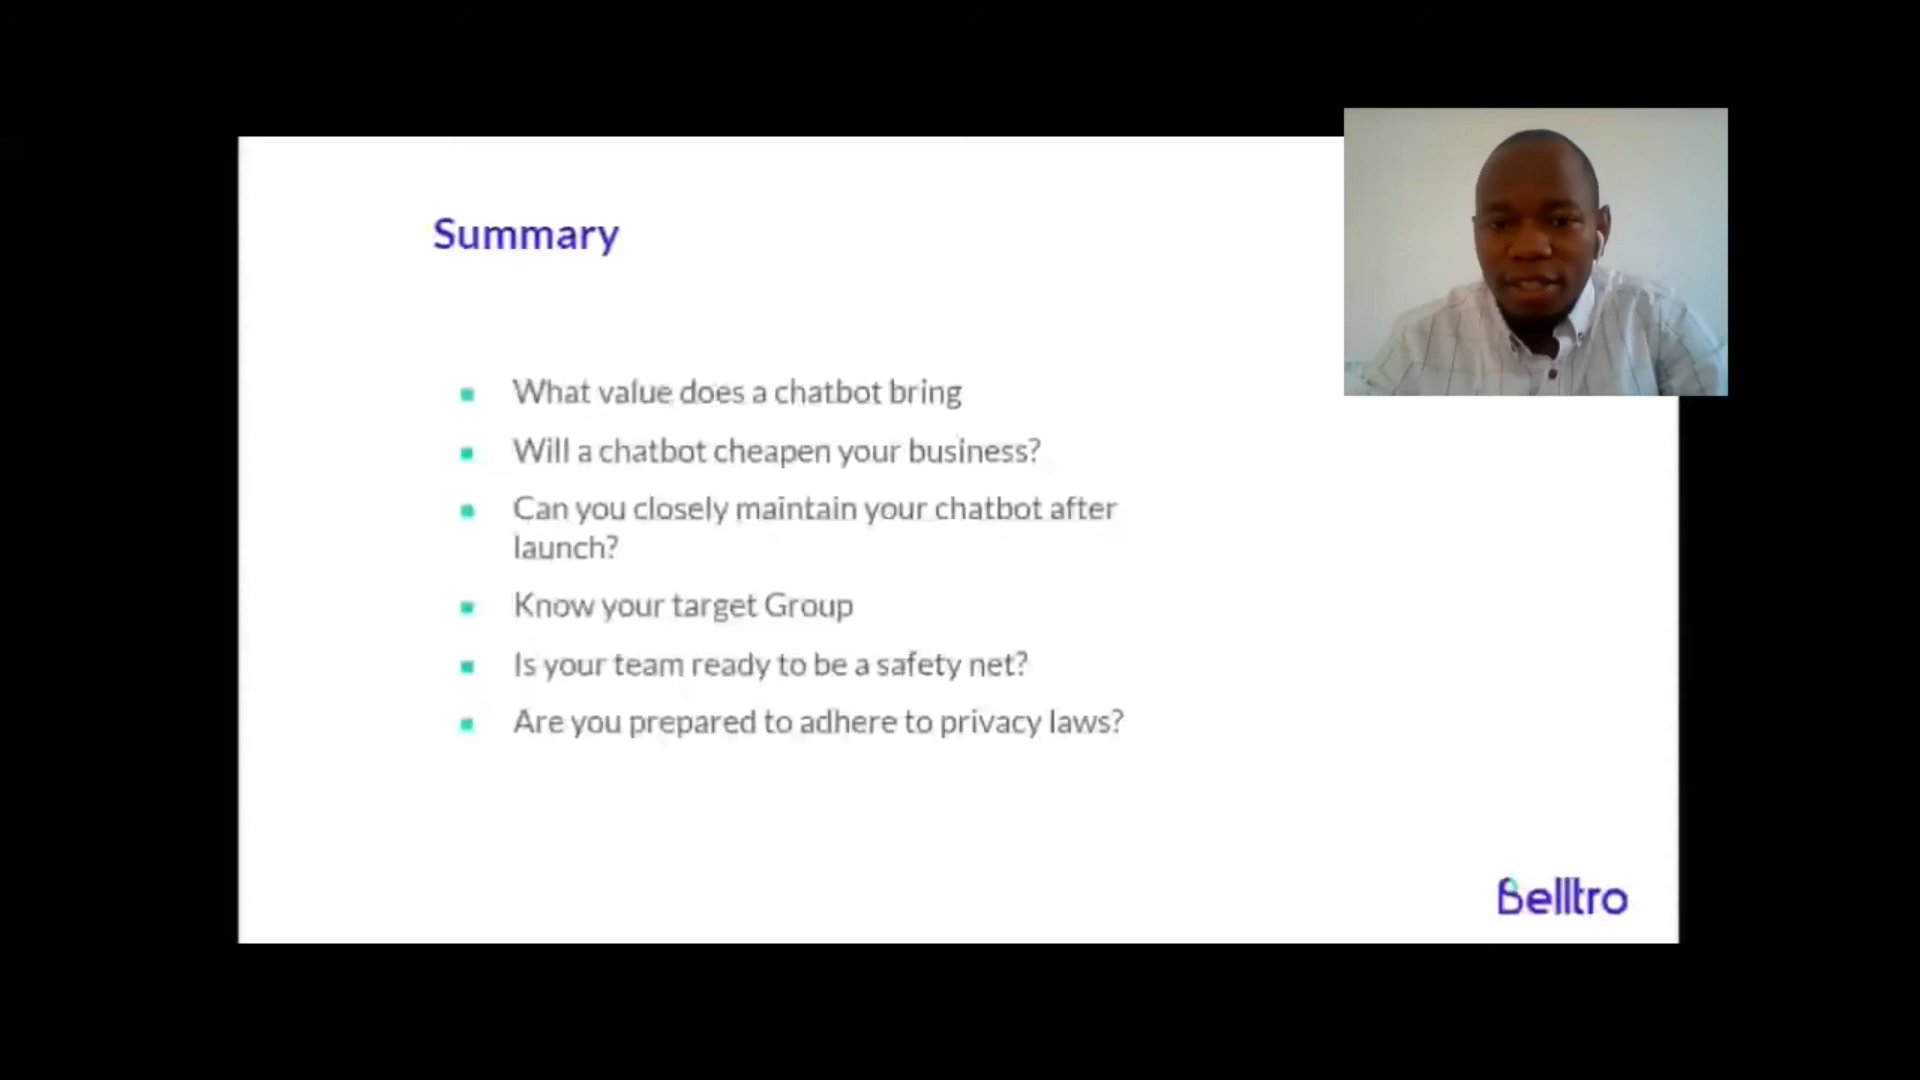 Summary
What value does a chatbot bring
Will a chatbot cheapen your business?
Can you closely maintain your chatbot after
launch?
Know your target Group
Is your team ready to be a safety net?
Are you prepared to adhere to privacy laws?
Belltro